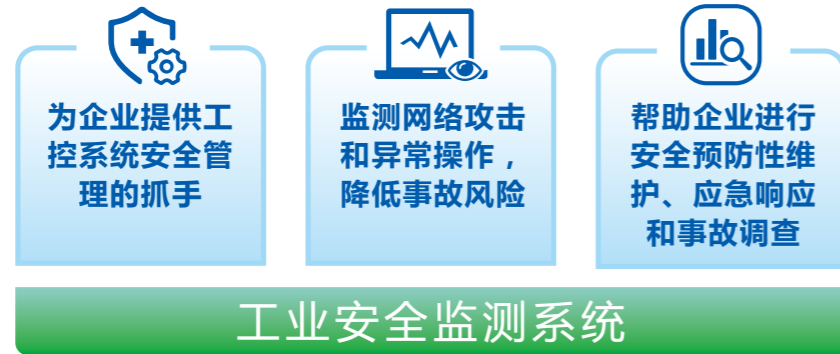 为企业提供工
控系统安全管
理的抓手
监测网络攻击
和异常操作，
降低事故风险
帮助企业进行
安全预防性维
护、应急响应
和事故调查
工业安全监测系统